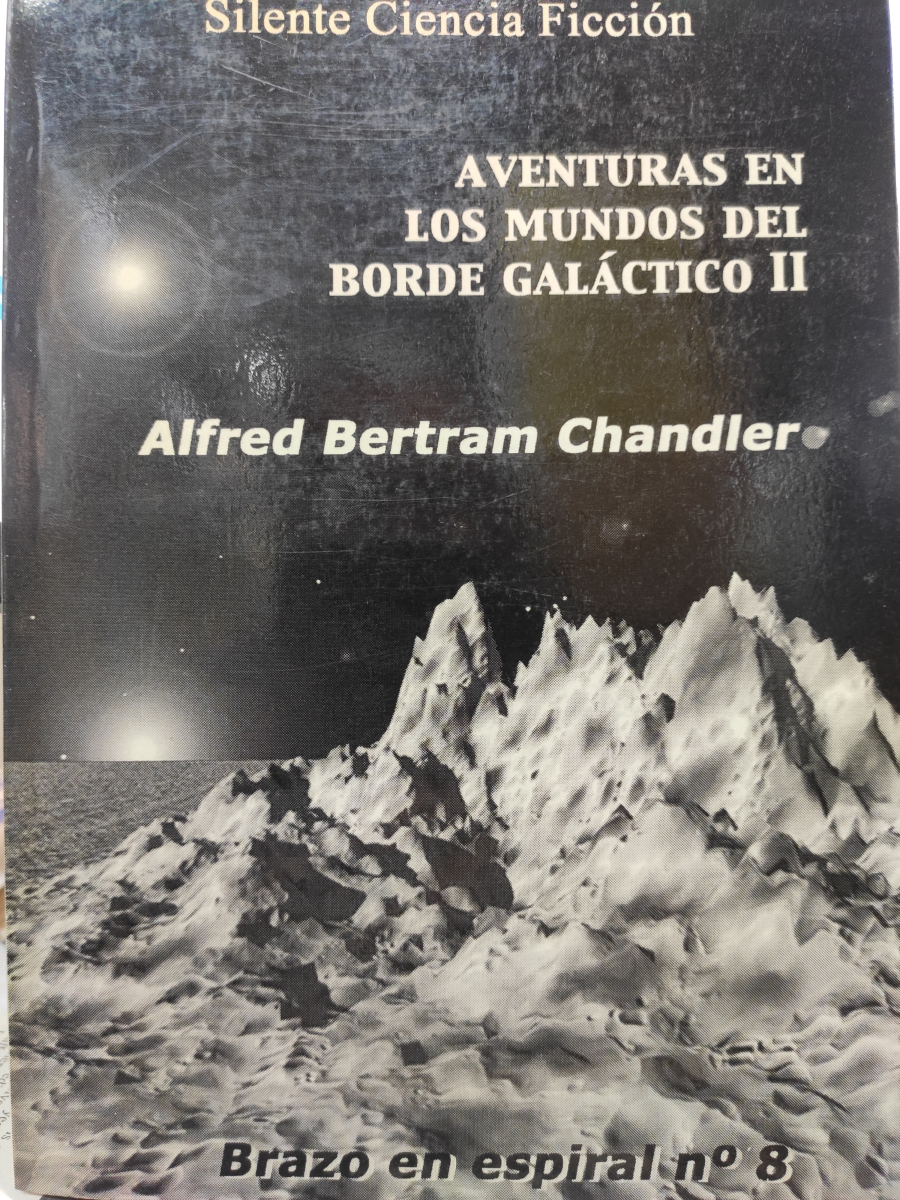 Silente Ciencia Ficción
AVENTURAS EN
LOS MUNDOS DEL
BORDE GALÁCTICO II
Alfred Bertram Chandler
Brazo en espiral nº 8